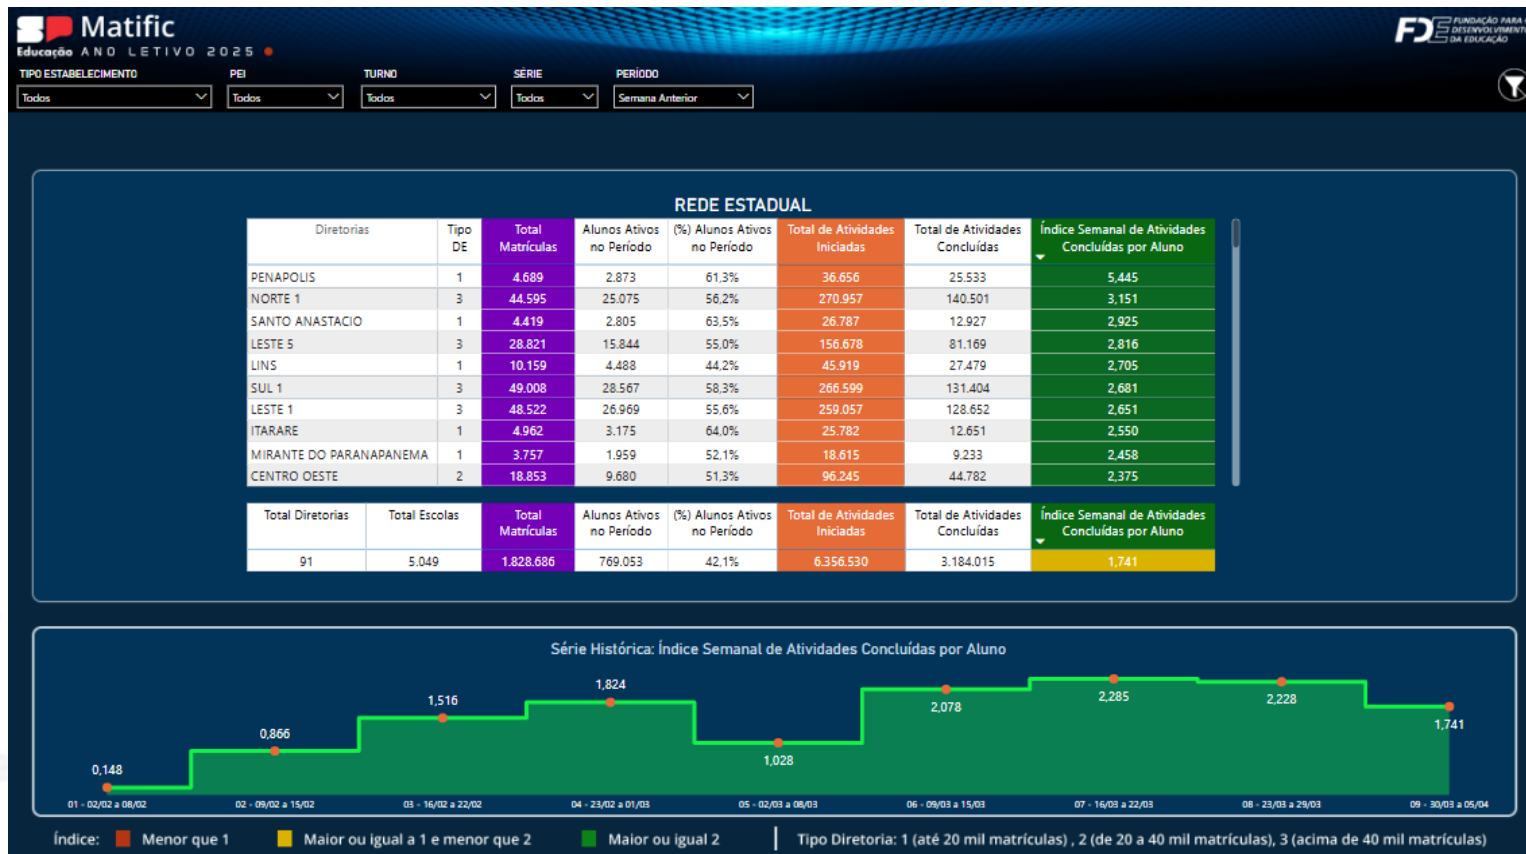 Matific
Educação ANO LETIVO 2025
FDE FUNDAÇÃO PARA
DESENVOLVIMENTO
DA EDUCAÇÃO
TIPO ESTABELECIMENTO PEI TURNO SÉRIE PERÍODO
Todos Todos Todos Todos Semana Anterior
REDE ESTADUAL
Diretorias Tipo DE Total Matrículas Alunos Ativos no Período (%) Alunos Ativos no Período Total de Atividades Iniciadas Total de Atividades Concluídas Índice Semanal de Atividades Concluídas por Aluno
PENAPOLIS 1 4.689 2.873 61,3% 36.656 25.533 5,445
NORTE 1 3 44.595 25.075 56,2% 270.957 140.501 3,151
SANTO ANASTACIO 1 4.419 2.805 63,5% 26.787 12.927 2,925
LESTE 5 3 28.821 15.844 55,0% 156.678 81.169 2,816
LINS 1 10.159 4.488 44,2% 45.919 27.479 2,705
SUL 1 3 49.008 28.567 58,3% 266.599 131.404 2,681
LESTE 1 3 48.522 26.969 55,6% 259.057 128.652 2,651
ITARARE 1 4.962 3.175 64,0% 25.782 12.651 2,550
MIRANTE DO PARANAPANEMA 1 3.757 1.959 52,1% 18.615 9.233 2,458
CENTRO OESTE 2 18.853 9.680 51,3% 96.245 44.782 2,375
Total Diretorias Total Escolas Total Matrículas Alunos Ativos no Período (%) Alunos Ativos no Período Total de Atividades Iniciadas Total de Atividades Concluídas Índice Semanal de Atividades Concluídas por Aluno
91 5.049 1.828.686 769.053 42,1% 6.356.530 3.184.015 1,741
Série Histórica: Índice Semanal de Atividades Concluídas por Aluno
0,148 0,866 1,516 1,824 1,028 2,078 2,285 2,228 1,741
01 - 02/02 a 08/02 02 - 09/02 a 15/02 03 - 16/02 a 22/02 04 - 23/02 a 01/03 05 - 02/03 a 08/03 06 - 09/03 a 15/03 07 - 16/03 a 22/03 08 - 23/03 a 29/03 09 - 30/03 a 05/04
Índice: Menor que 1 Maior ou igual a 1 e menor que 2 Maior ou igual 2 Tipo Diretoria: 1 (até 20 mil matrículas) , 2 (de 20 a 40 mil matrículas), 3 (acima de 40 mil matrículas)